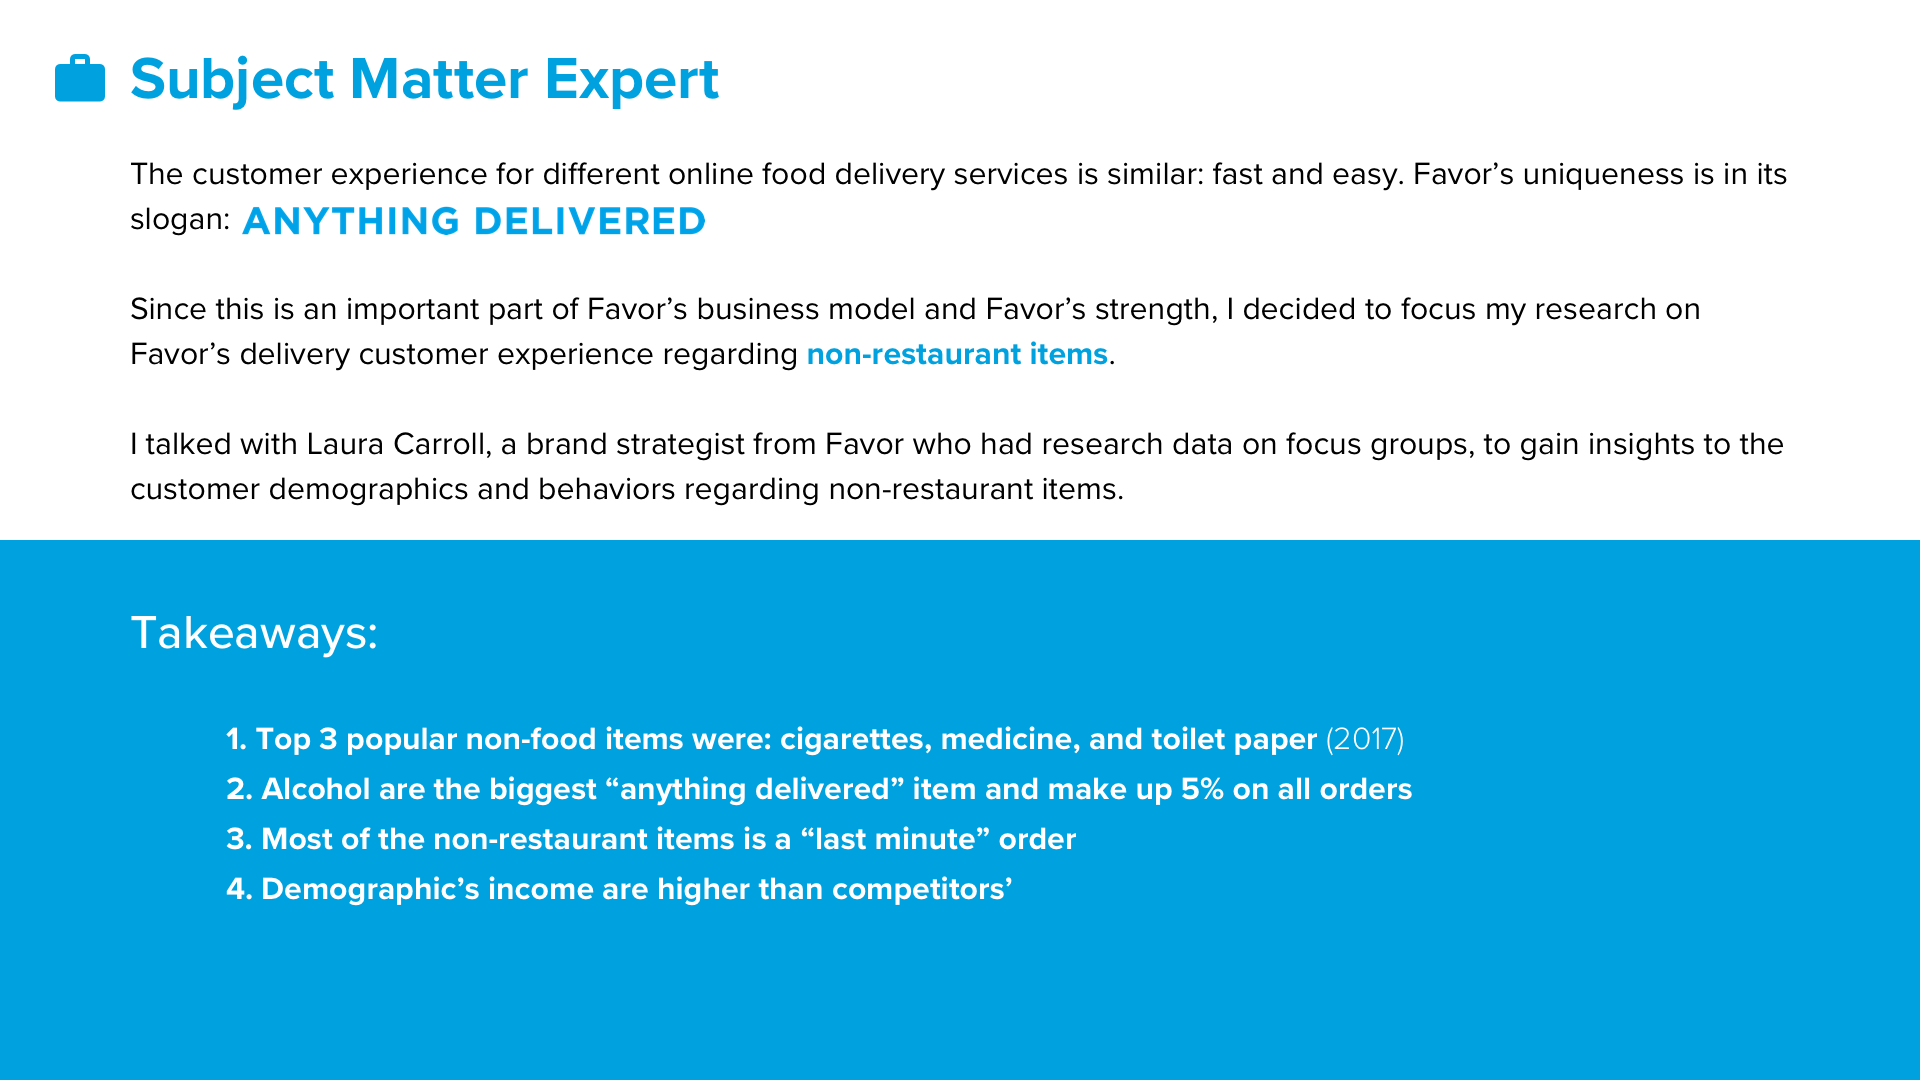 Subject Matter Expert
The customer experience for different online food delivery services is similar: fast and easy. Favor’s uniqueness is in its
slogan: ANYTHING DELIVERED
Since this is an important part of Favor’s business model and Favor’s strength, I decided to focus my research on
Favor’s delivery customer experience regarding non-restaurant items.
I talked with Laura Carroll, a brand strategist from Favor who had research data on focus groups, to gain insights to the
customer demographics and behaviors regarding non-restaurant items.
Takeaways:
1. Top 3 popular non-food items were: cigarettes, medicine, and toilet paper (2017)
2. Alcohol are the biggest “anything delivered” item and make up 5% on all orders
3. Most of the non-restaurant items is a “last minute” order
4. Demographic’s income are higher than competitors’